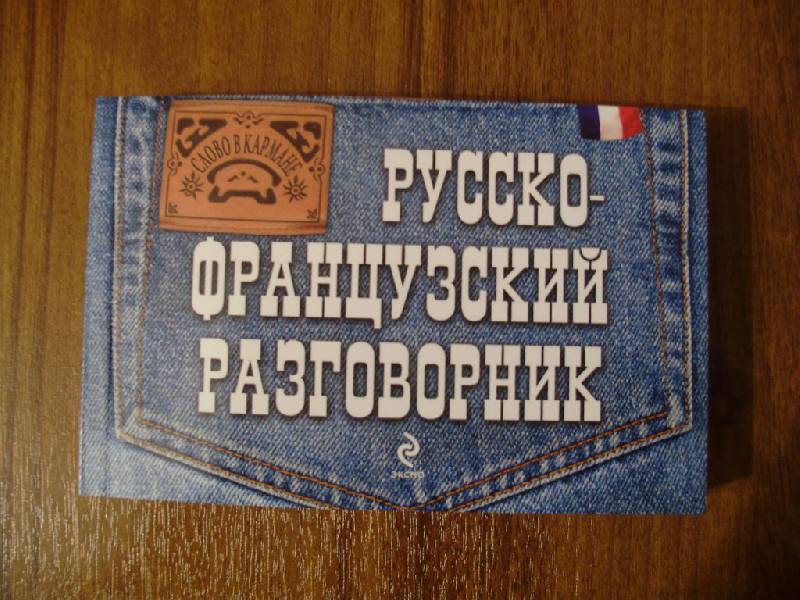 СЛОВО В КАРМАНЕ
РУССКО-
ФРАНЦУЗСКИЙ
РАЗГОВОРНИК
ЭКСМО